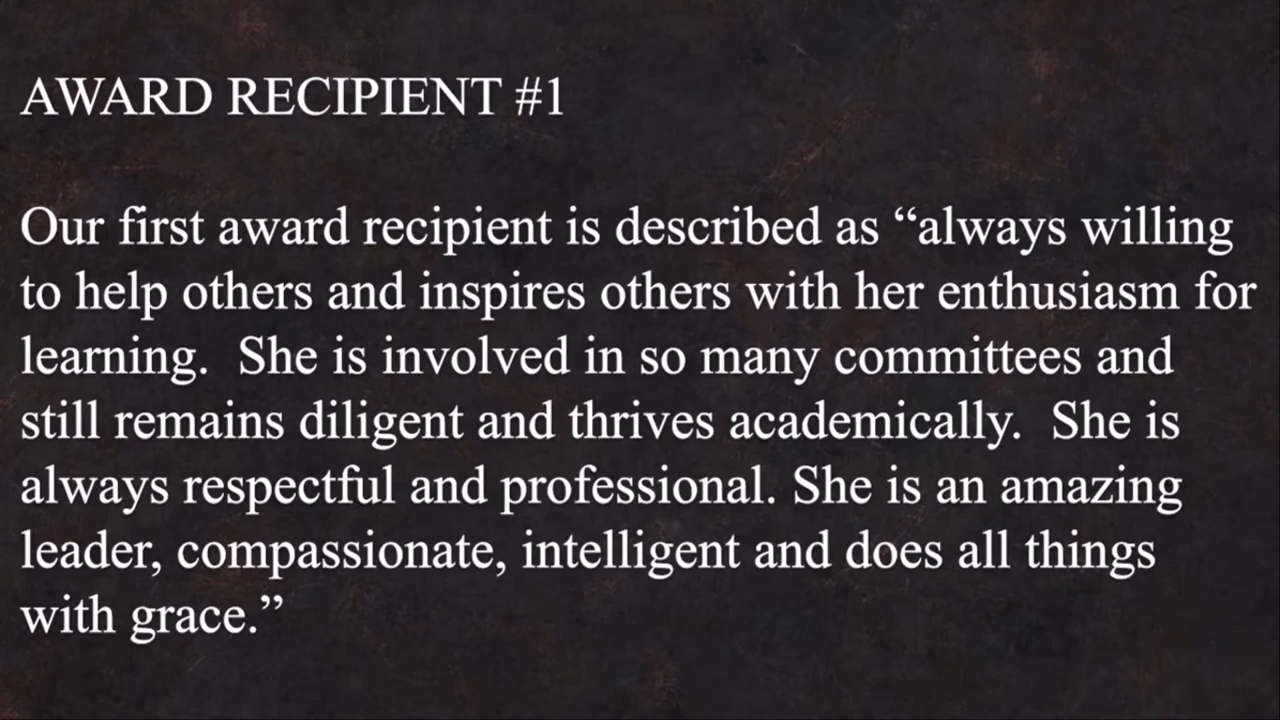 AWARD RECIPIENT #1
Our first award recipient is described as “always willing
to help others and inspires others with her enthusiasm for
learning.  She is involved in so many committees and
still remains diligent and thrives academically.  She is
always respectful and professional. She is an amazing
leader, compassionate, intelligent and does all things
with grace.”